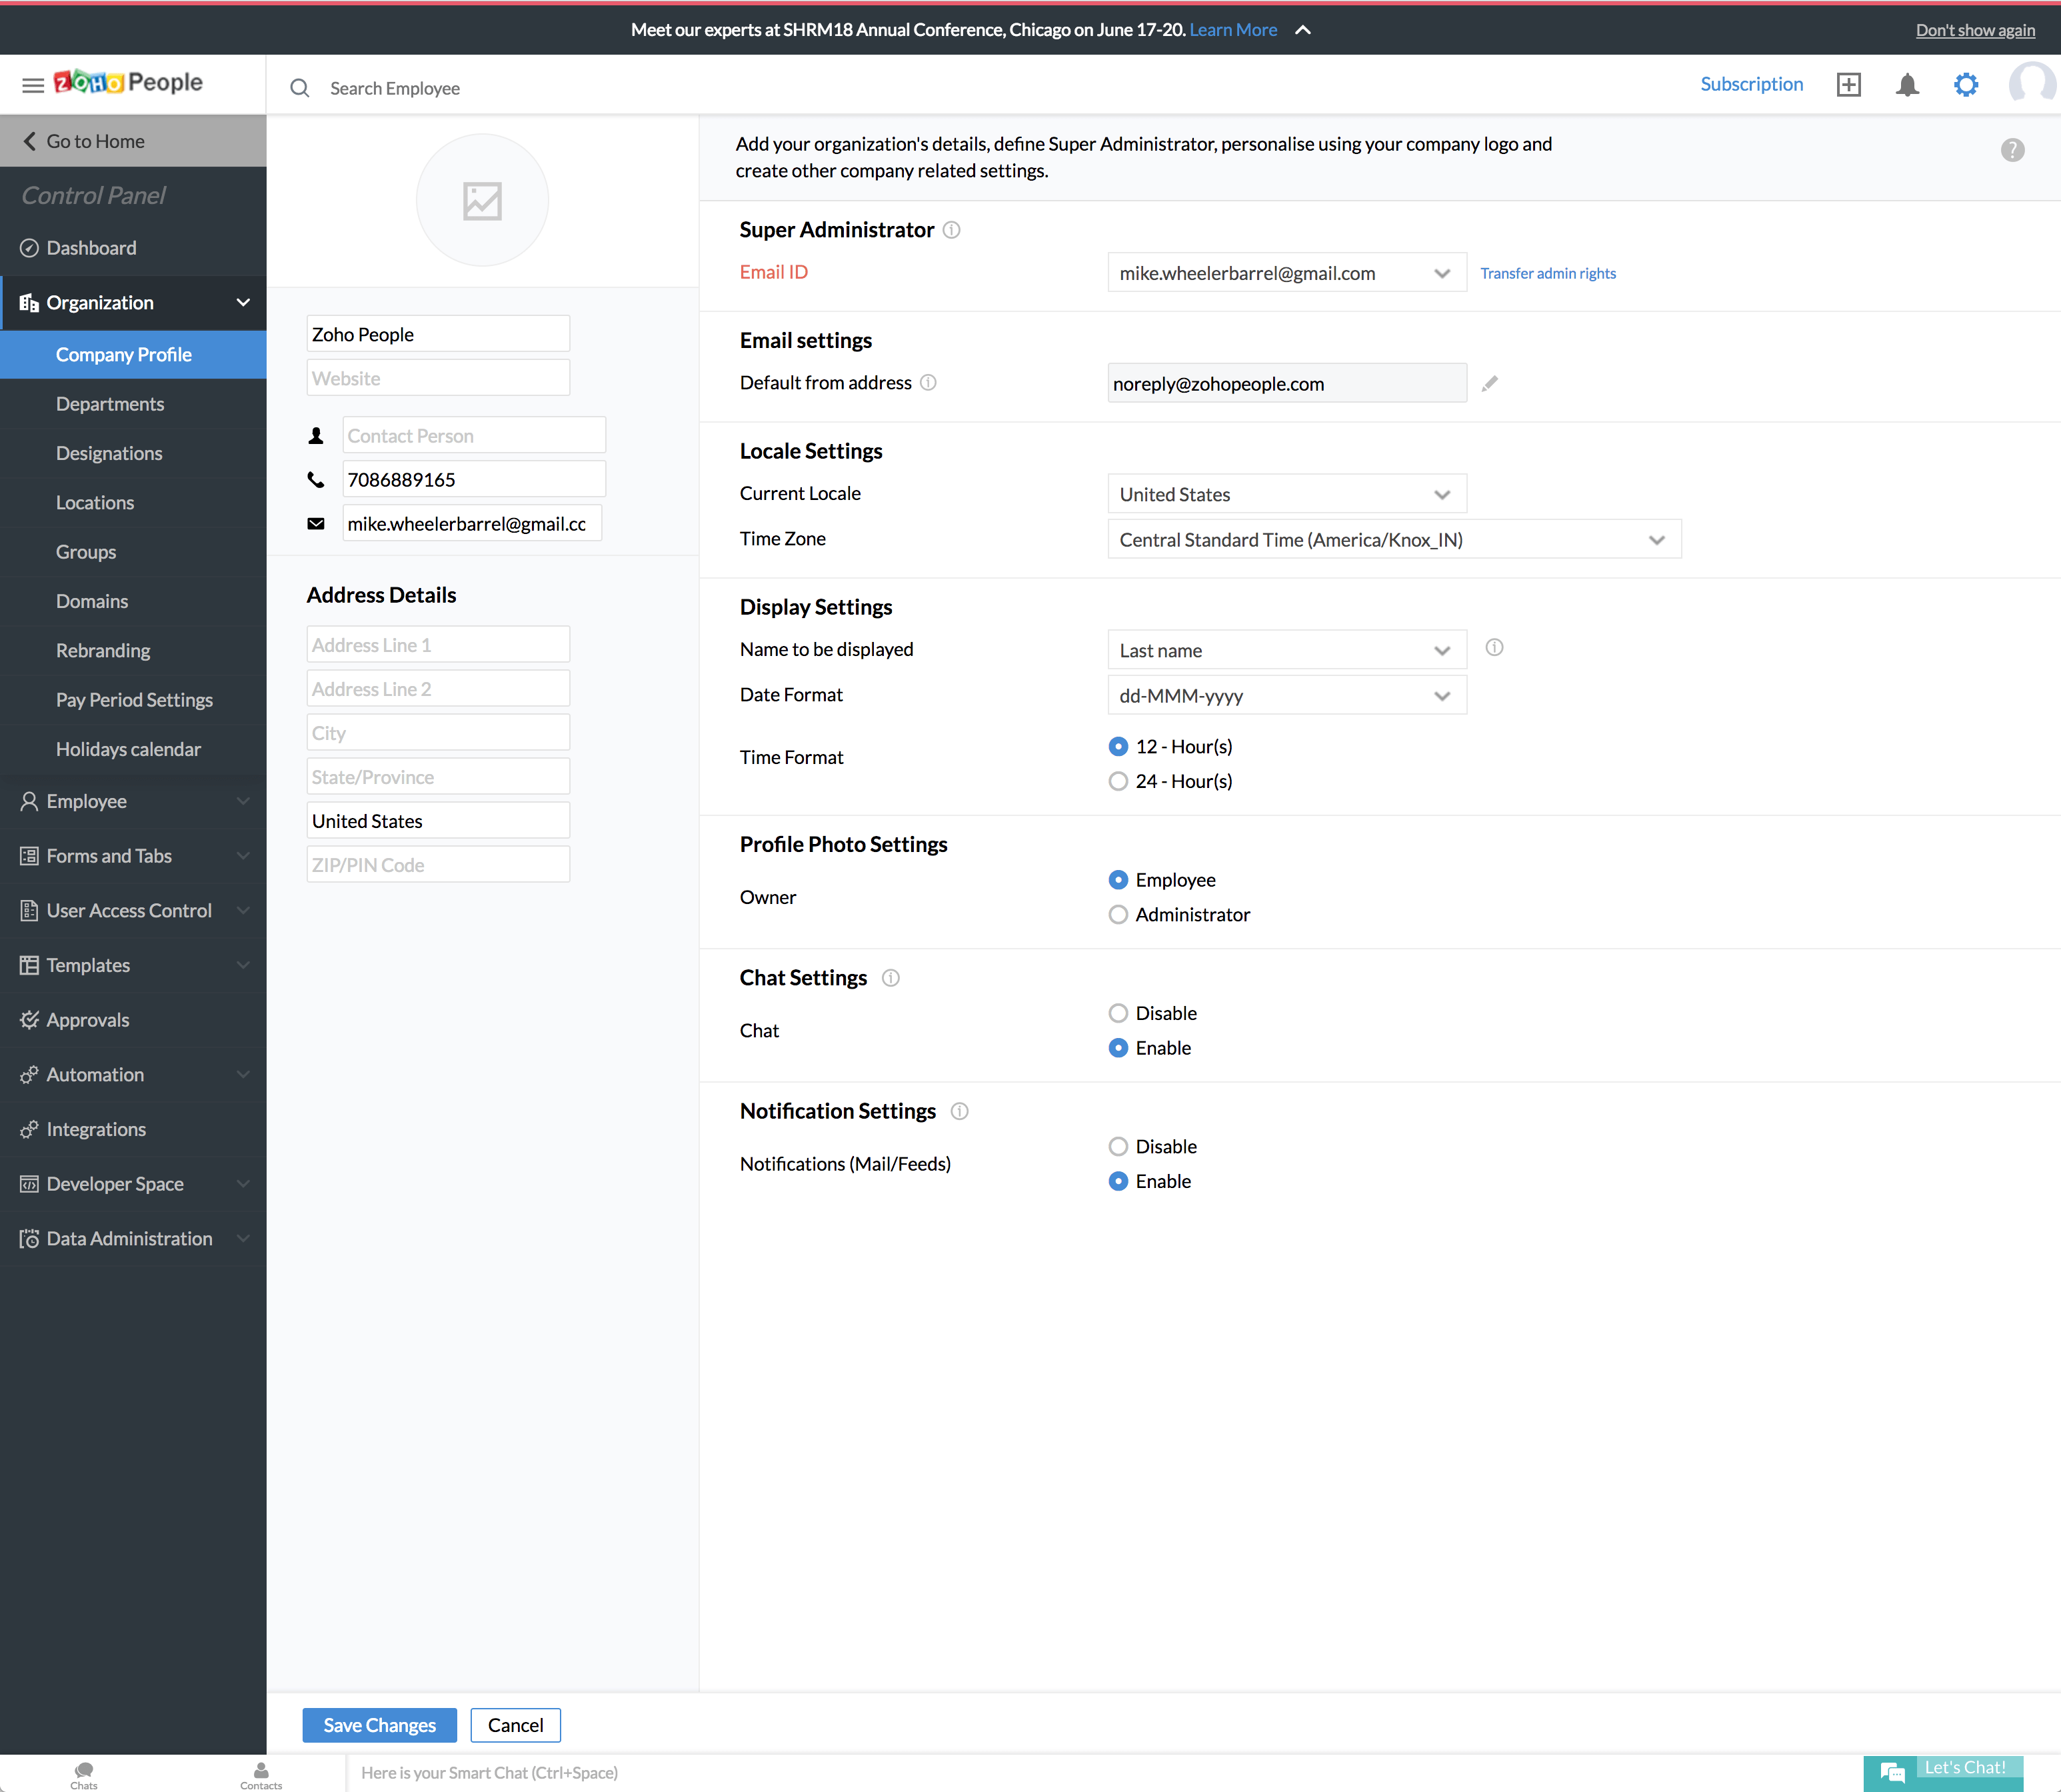 Meet our experts at SHRM18 Annual Conference, Chicago on June 17-20. Learn More
Don't show again
ZOHO People
Search Employee
Subscription
Go to Home
Control Panel
Dashboard
Organization
Company Profile
Departments
Designations
Locations
Groups
Domains
Rebranding
Pay Period Settings
Holidays calendar
Employee
Forms and Tabs
User Access Control
Templates
Approvals
Automation
Integrations
Developer Space
Data Administration
Zoho People
Website
Contact Person
7086889165
mike.wheelerbarrel@gmail.cc
Address Details
Address Line 1
Address Line 2
City
State/Province
United States
ZIP/PIN Code
Add your organization's details, define Super Administrator, personalise using your company logo and
create other company related settings.
?
Super Administrator
Email ID
mike.wheelerbarrel@gmail.com
Transfer admin rights
Email settings
Default from address
noreply@zohopeople.com
Locale Settings
Current Locale
United States
Time Zone
Central Standard Time (America/Knox_IN)
Display Settings
Name to be displayed
Last name
Date Format
dd-MMM-yyyy
Time Format
12 - Hour(s)
24 - Hour(s)
Profile Photo Settings
Owner
Employee
Administrator
Chat Settings
Chat
Disable
Enable
Notification Settings
Notifications (Mail/Feeds)
Disable
Enable
Save Changes
Cancel
Chats
Contacts
Here is your Smart Chat (Ctrl+Space)
Let's Chat!